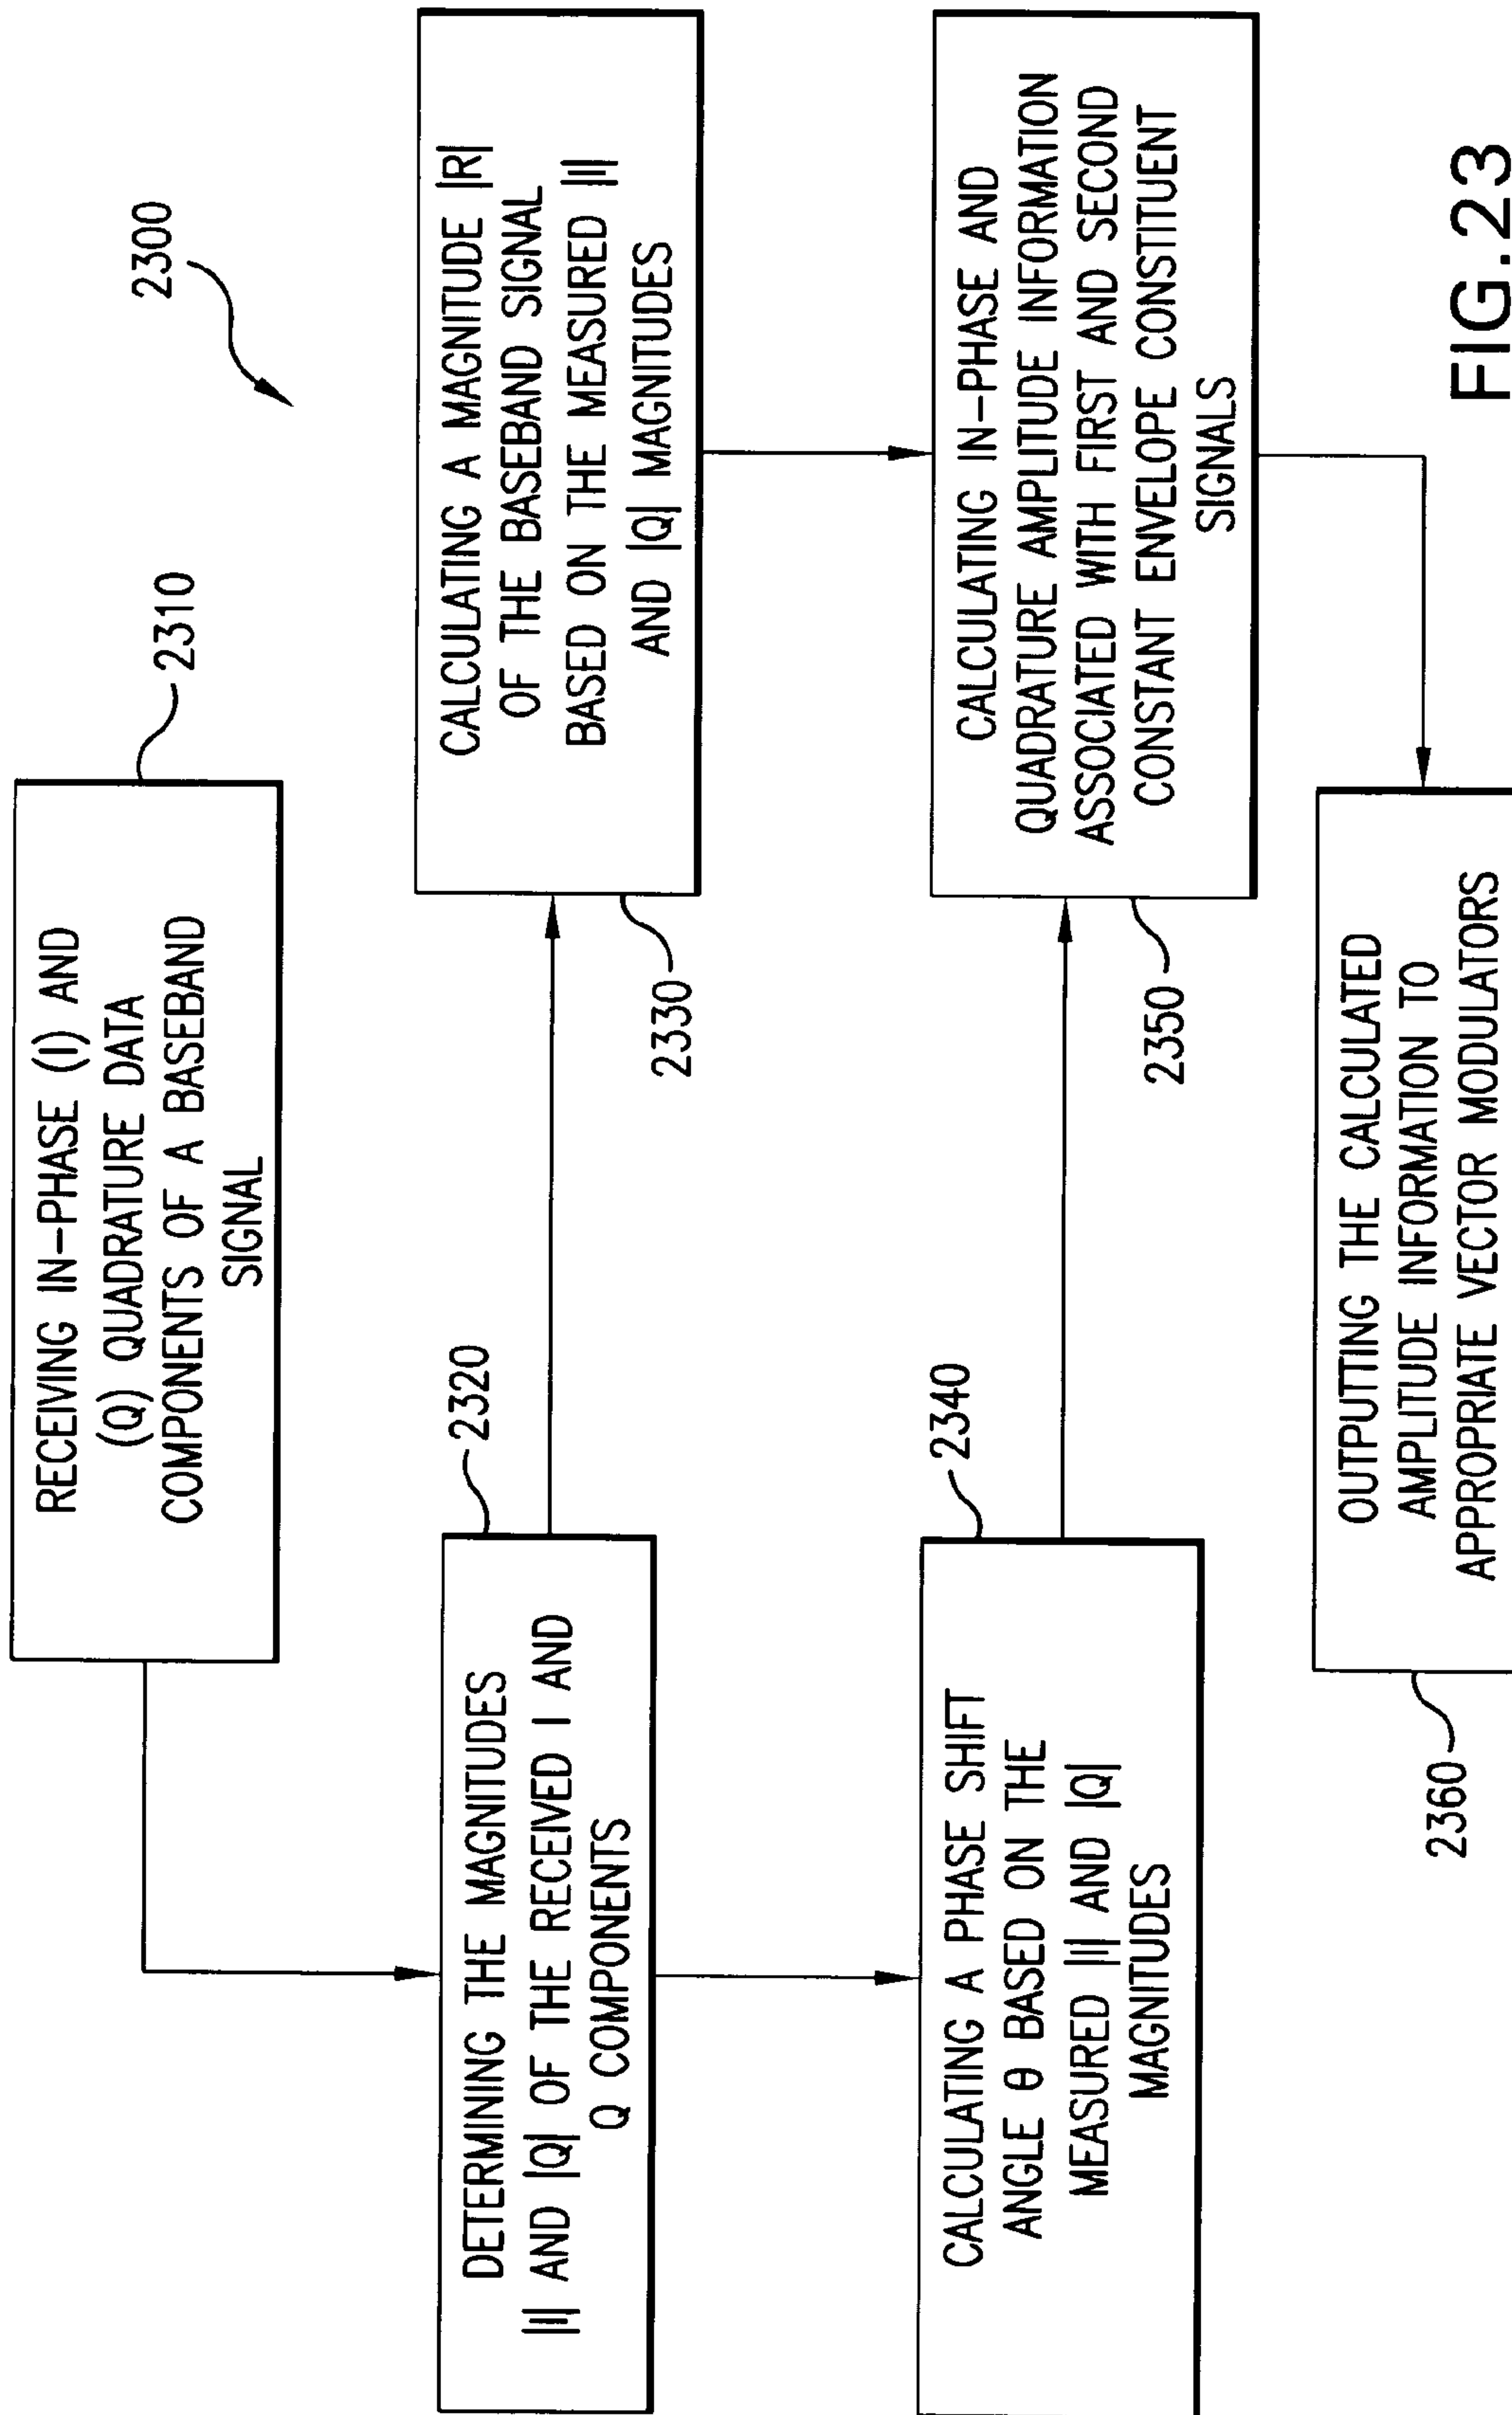 2300
RECEIVING IN-PHASE (I) AND
(Q) QUADRATURE DATA
COMPONENTS OF A BASEBAND
SIGNAL
2310
DETERMINING THE MAGNITUDES
|I| AND |Q| OF THE RECEIVED I AND
Q COMPONENTS
2320
CALCULATING A MAGNITUDE |R|
OF THE BASEBAND SIGNAL
BASED ON THE MEASURED |I|
AND |Q| MAGNITUDES
2330
CALCULATING A PHASE SHIFT
ANGLE θ BASED ON THE
MEASURED |I| AND |Q|
MAGNITUDES
2340
CALCULATING IN-PHASE AND
QUADRATURE AMPLITUDE INFORMATION
ASSOCIATED WITH FIRST AND SECOND
CONSTANT ENVELOPE CONSTITUENT
SIGNALS
2350
OUTPUTTING THE CALCULATED
AMPLITUDE INFORMATION TO
APPROPRIATE VECTOR MODULATORS
2360
FIG.23